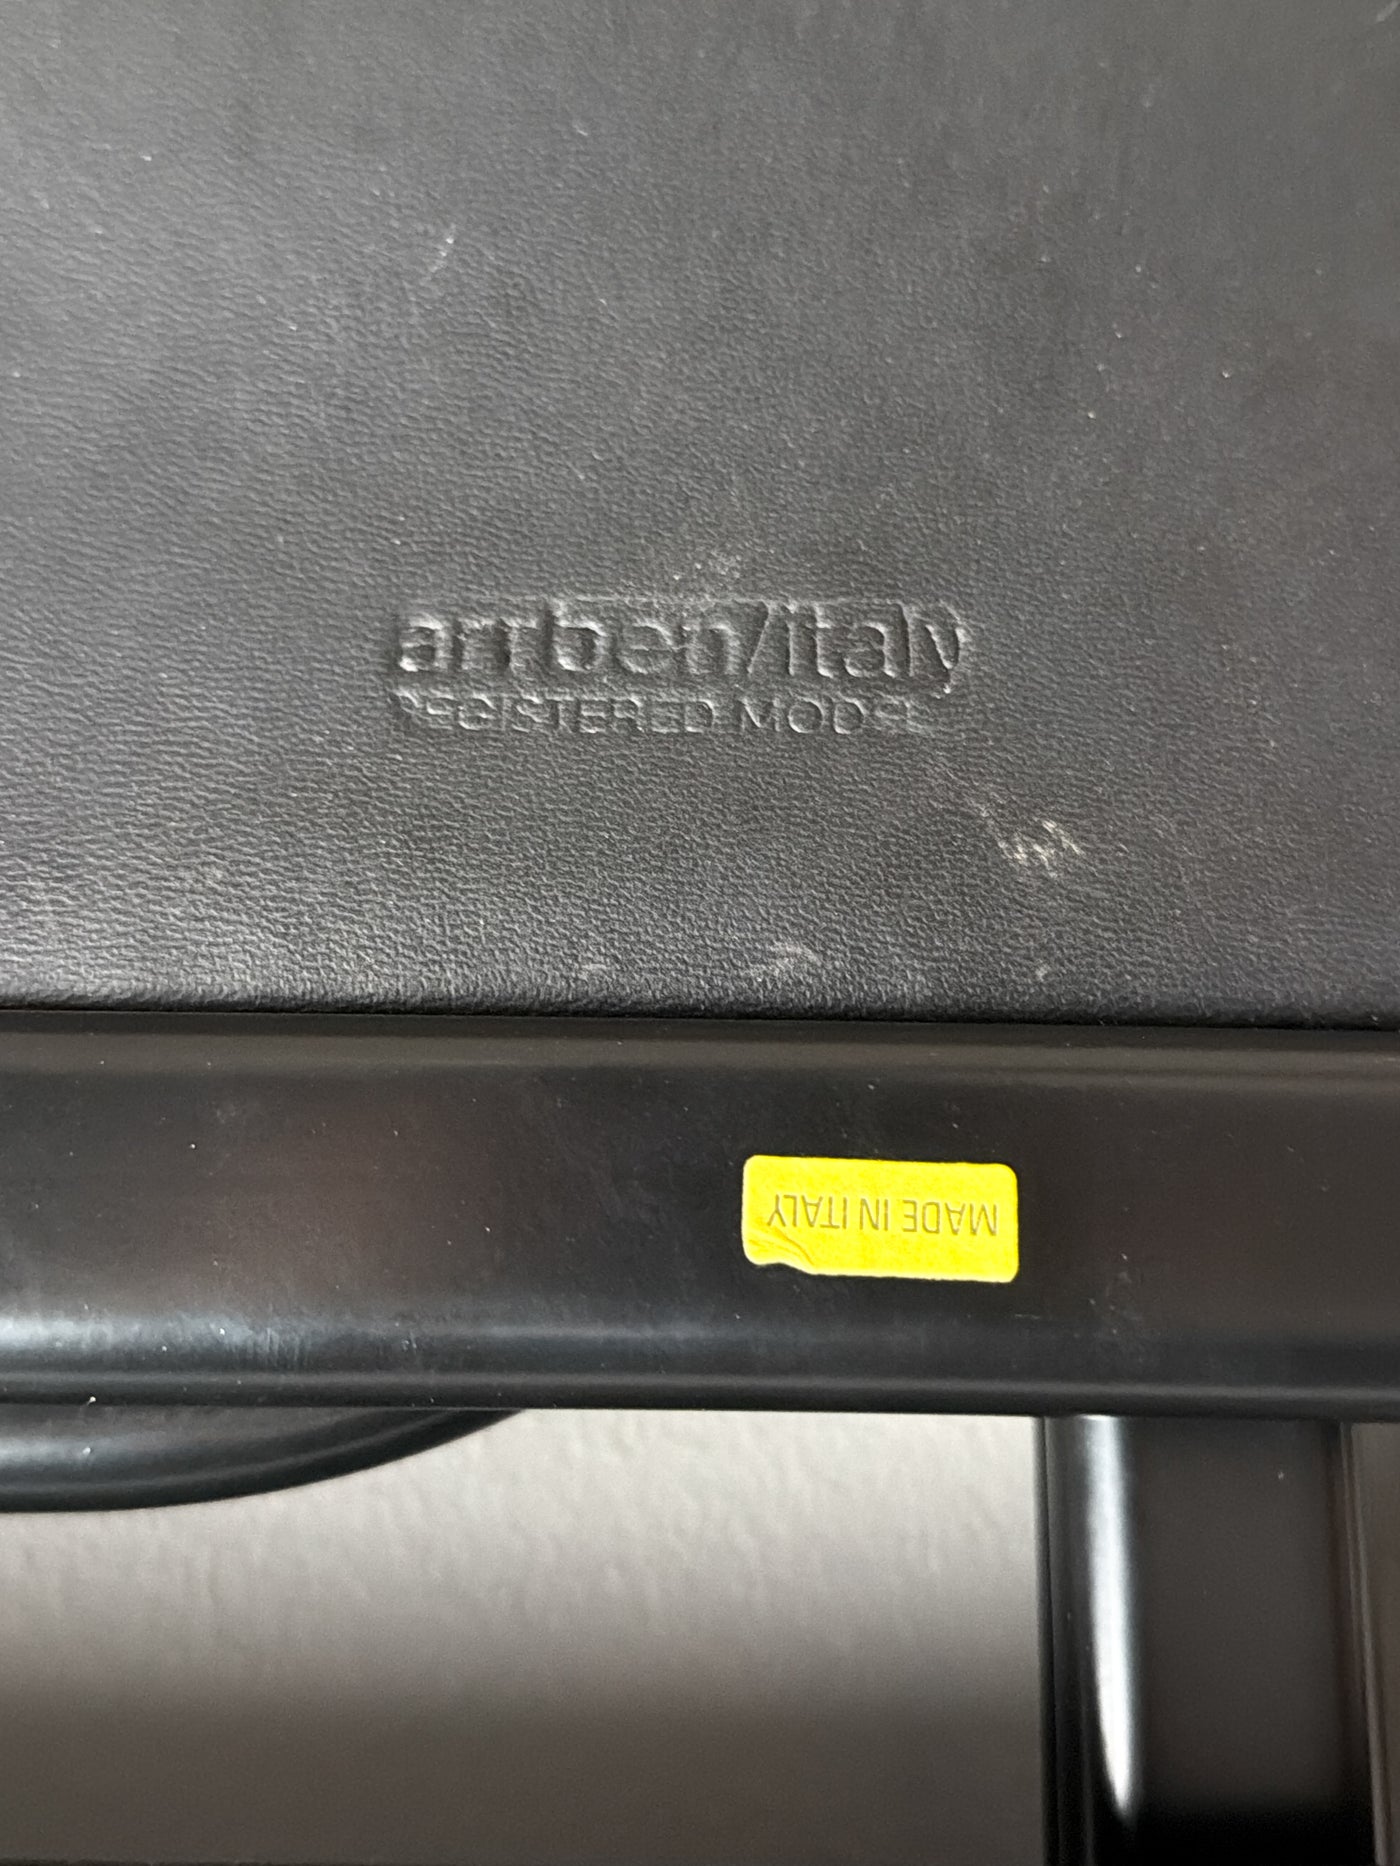 arrben/italy
REGISTERED MODEL
MADE IN ITALY